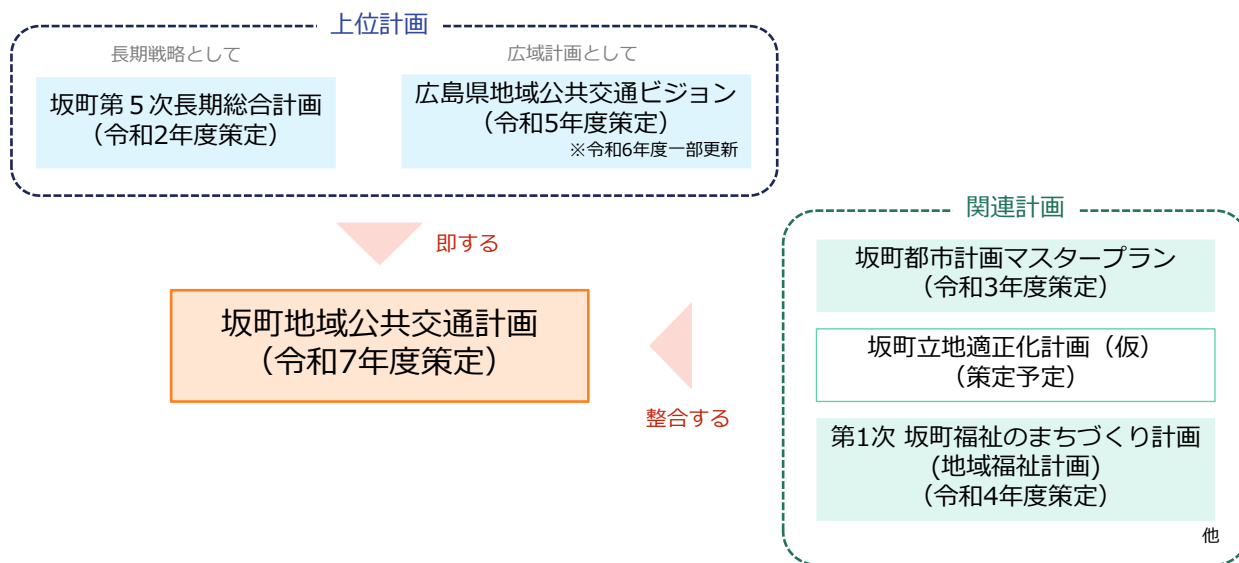 上位計画
長期戦略として
坂町第５次長期総合計画
（令和2年度策定）
広域計画として
広島県地域公共交通ビジョン
（令和5年度策定）
※令和6年度一部更新
即する
坂町地域公共交通計画
（令和7年度策定）
整合する
関連計画
坂町都市計画マスタープラン
（令和3年度策定）
坂町立地適正化計画（仮）
（策定予定）
第1次 坂町福祉のまちづくり計画
(地域福祉計画)
（令和4年度策定）
他